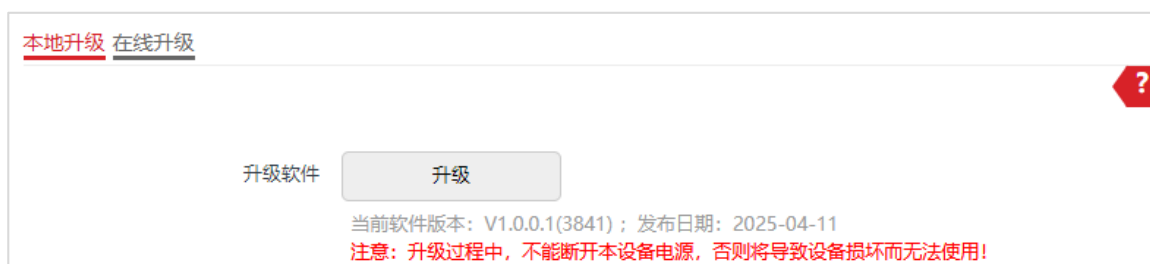 本地升级 在线升级
?
升级软件 升级
当前软件版本：V1.0.0.1(3841)；发布日期：2025-04-11
注意：升级过程中，不能断开本设备电源，否则将导致设备损坏而无法使用！